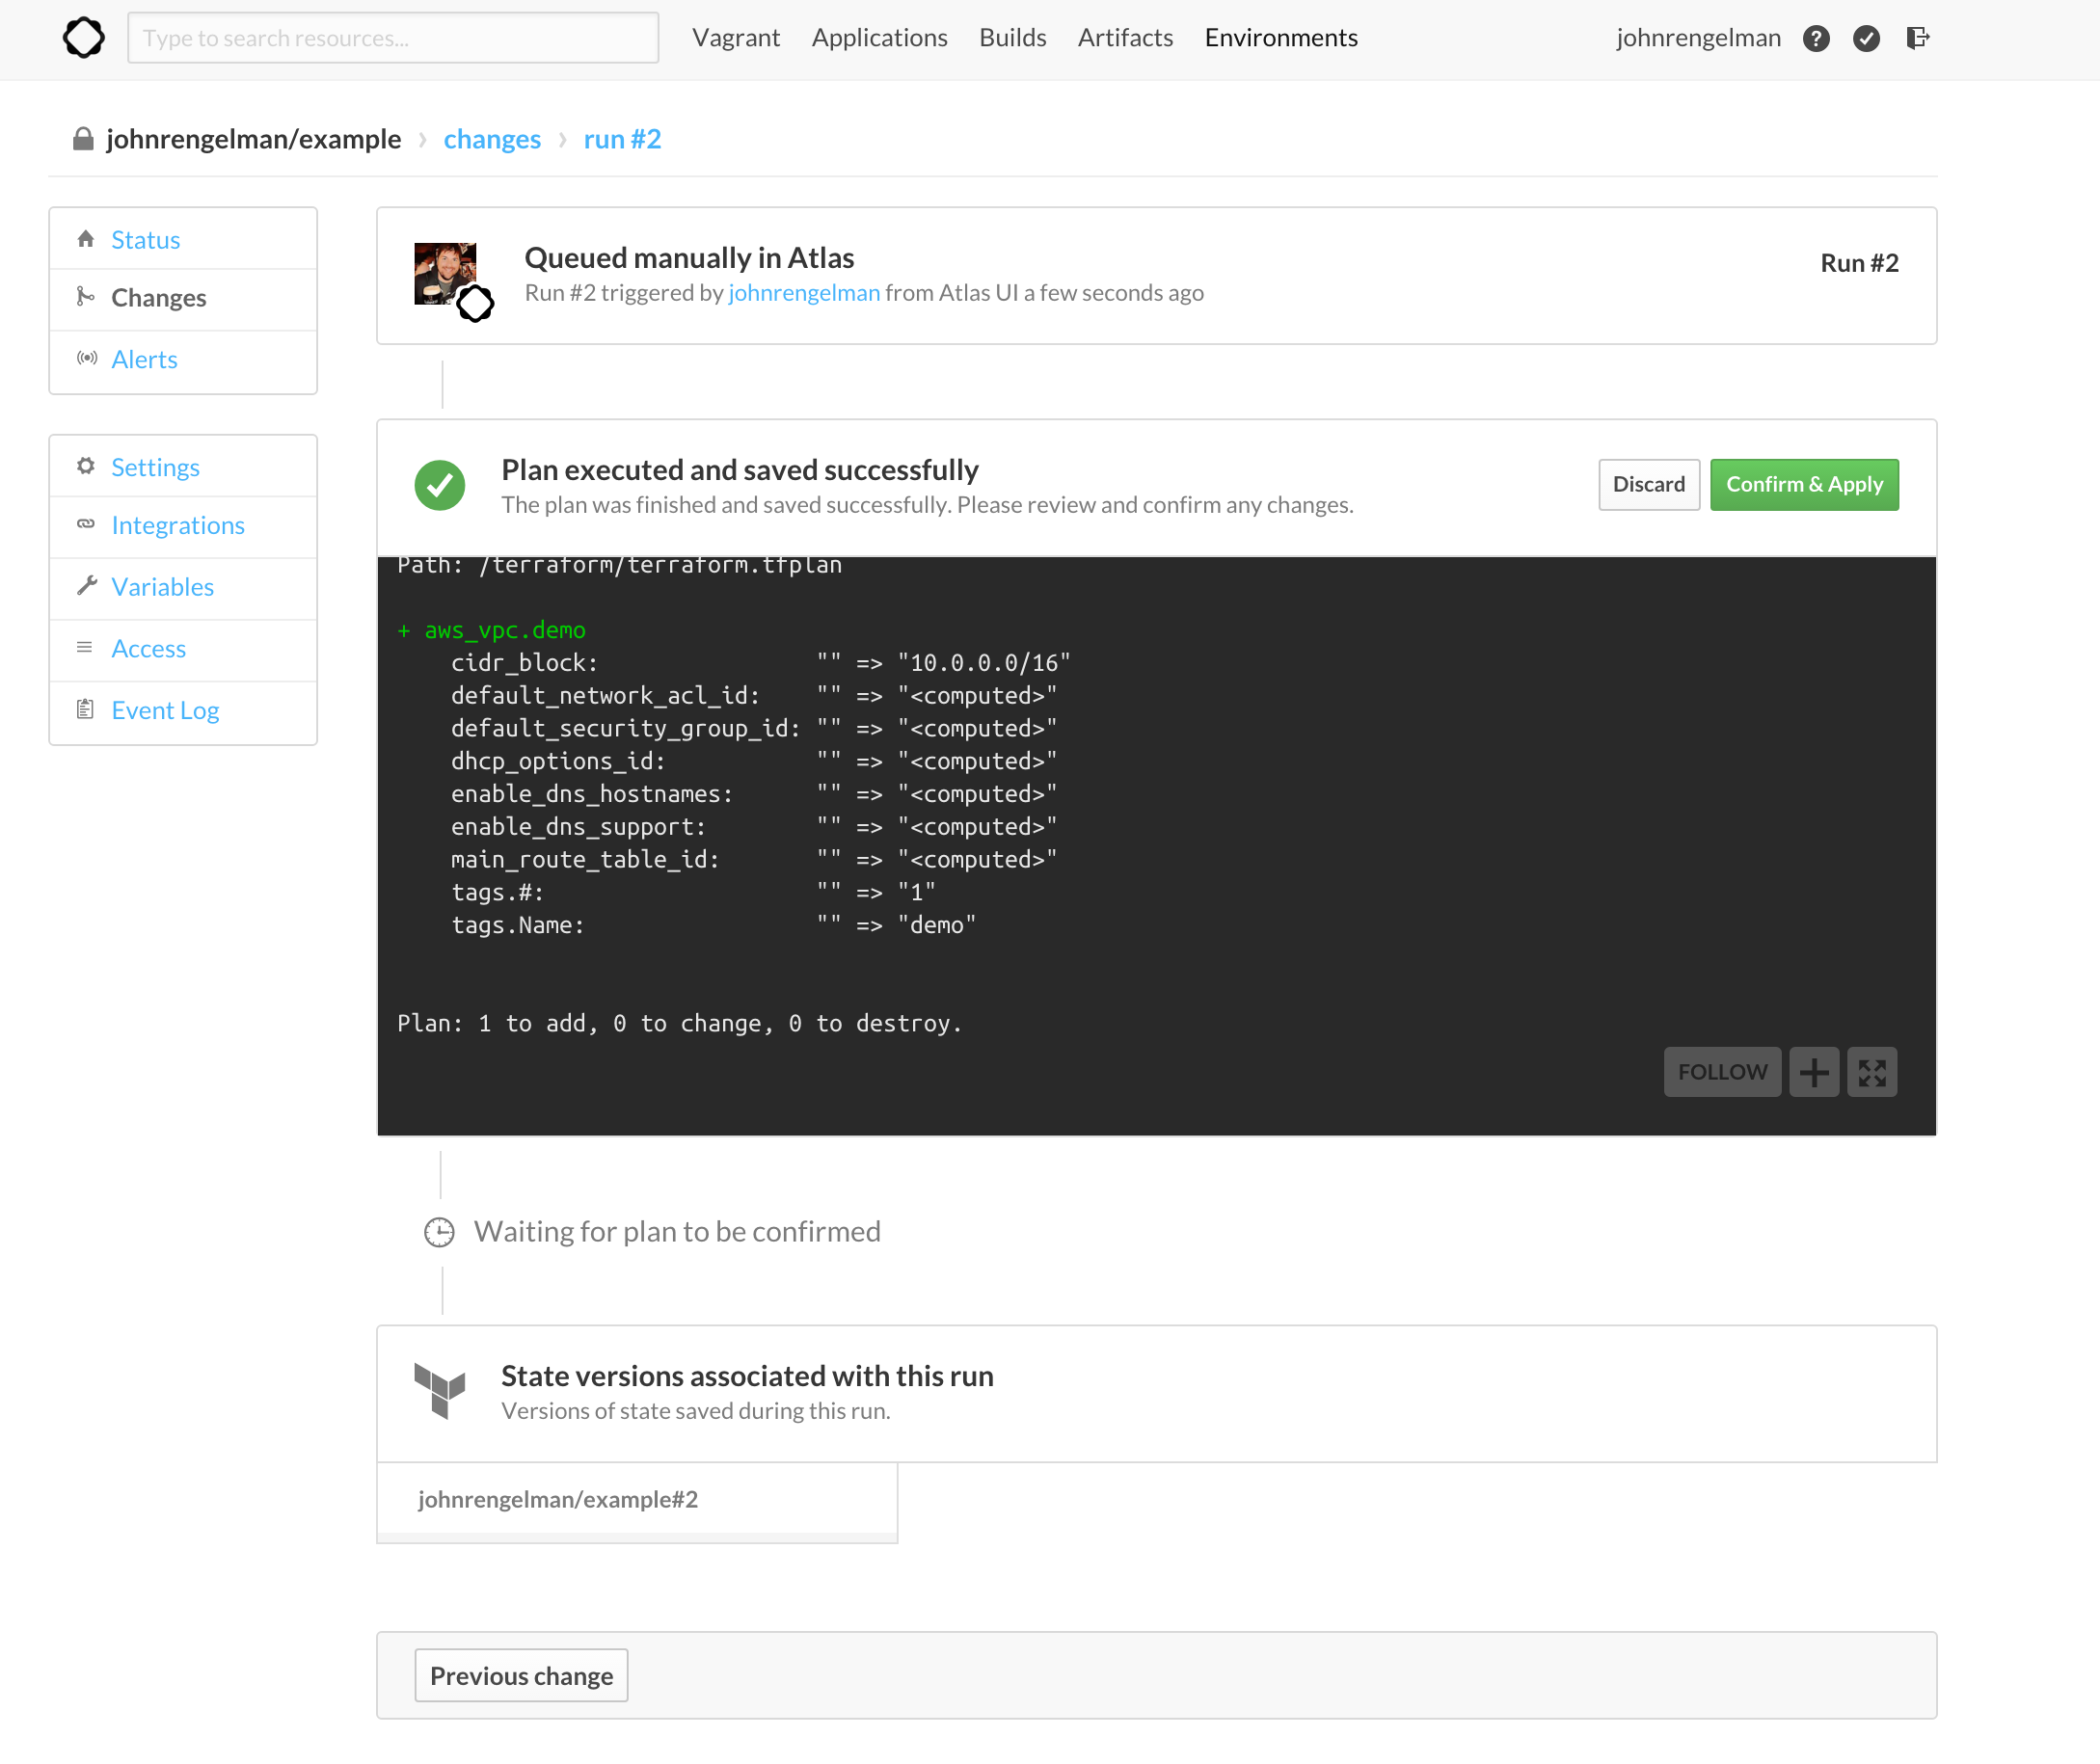 Type to search resources...
Vagrant Applications Builds Artifacts Environments
johnrengelman
johnrengelman/example › changes › run #2
Status
Changes
Alerts
Settings
Integrations
Variables
Access
Event Log
Queued manually in Atlas
Run #2 triggered by johnrengelman from Atlas UI a few seconds ago
Run #2
Plan executed and saved successfully
The plan was finished and saved successfully. Please review and confirm any changes.
Discard
Confirm & Apply
Path: /terraform/terraform.tfplan
+ aws_vpc.demo
cidr_block: "" => "10.0.0.0/16"
default_network_acl_id: "" => "<computed>"
default_security_group_id: "" => "<computed>"
dhcp_options_id: "" => "<computed>"
enable_dns_hostnames: "" => "<computed>"
enable_dns_support: "" => "<computed>"
main_route_table_id: "" => "<computed>"
tags.#: "" => "1"
tags.Name: "" => "demo"
Plan: 1 to add, 0 to change, 0 to destroy.
FOLLOW
Waiting for plan to be confirmed
State versions associated with this run
Versions of state saved during this run.
johnrengelman/example#2
Previous change